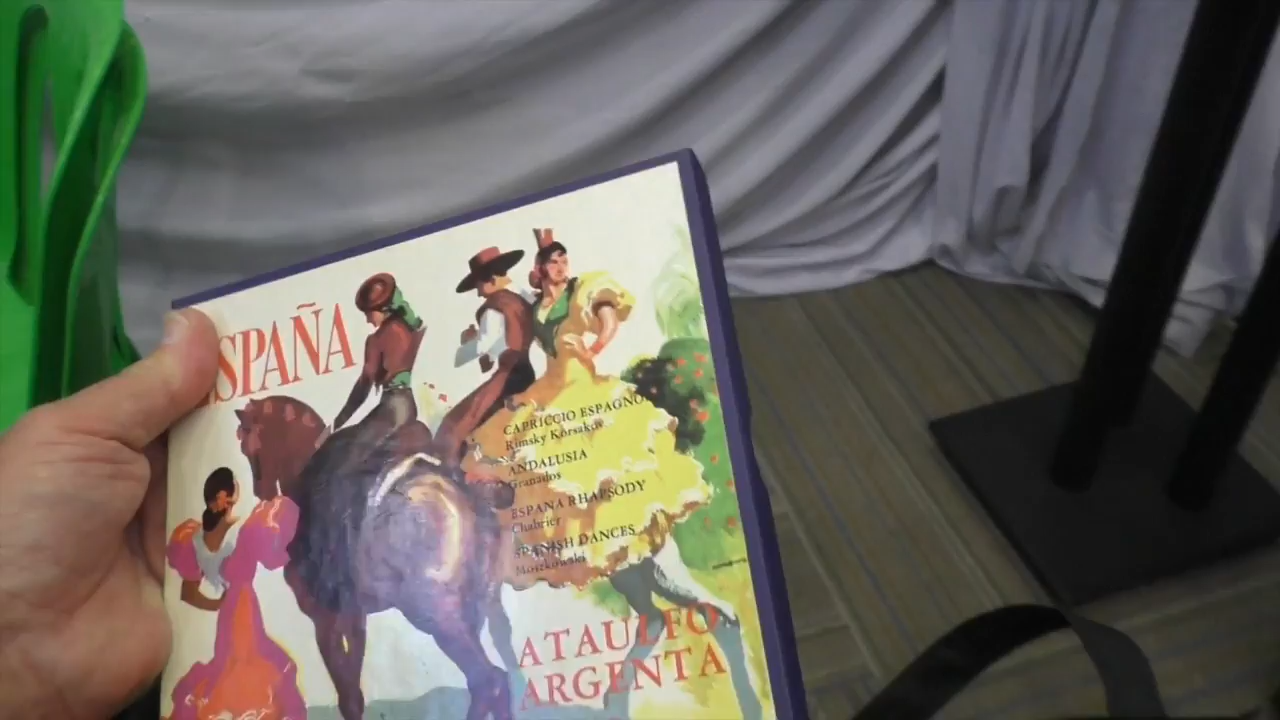 ESPAÑA
CAPRICCIO ESPAGNOL
Rimsky Korsakov
ANDALUSIA
Granados
ESPANA RHAPSODY
Chabrier
SPANISH DANCES
Moszkowski
ATAULFO
ARGENTA